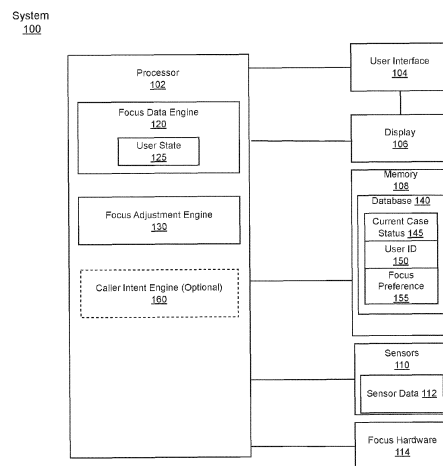 System
100
Processor
102
Focus Data Engine
120
User State
125
Focus Adjustment Engine
130
Caller Intent Engine (Optional)
160
User Interface
104
Display
106
Memory
108
Database 140
Current Case
Status 145
User ID
150
Focus
Preference
155
Sensors
110
Sensor Data 112
Focus Hardware
114